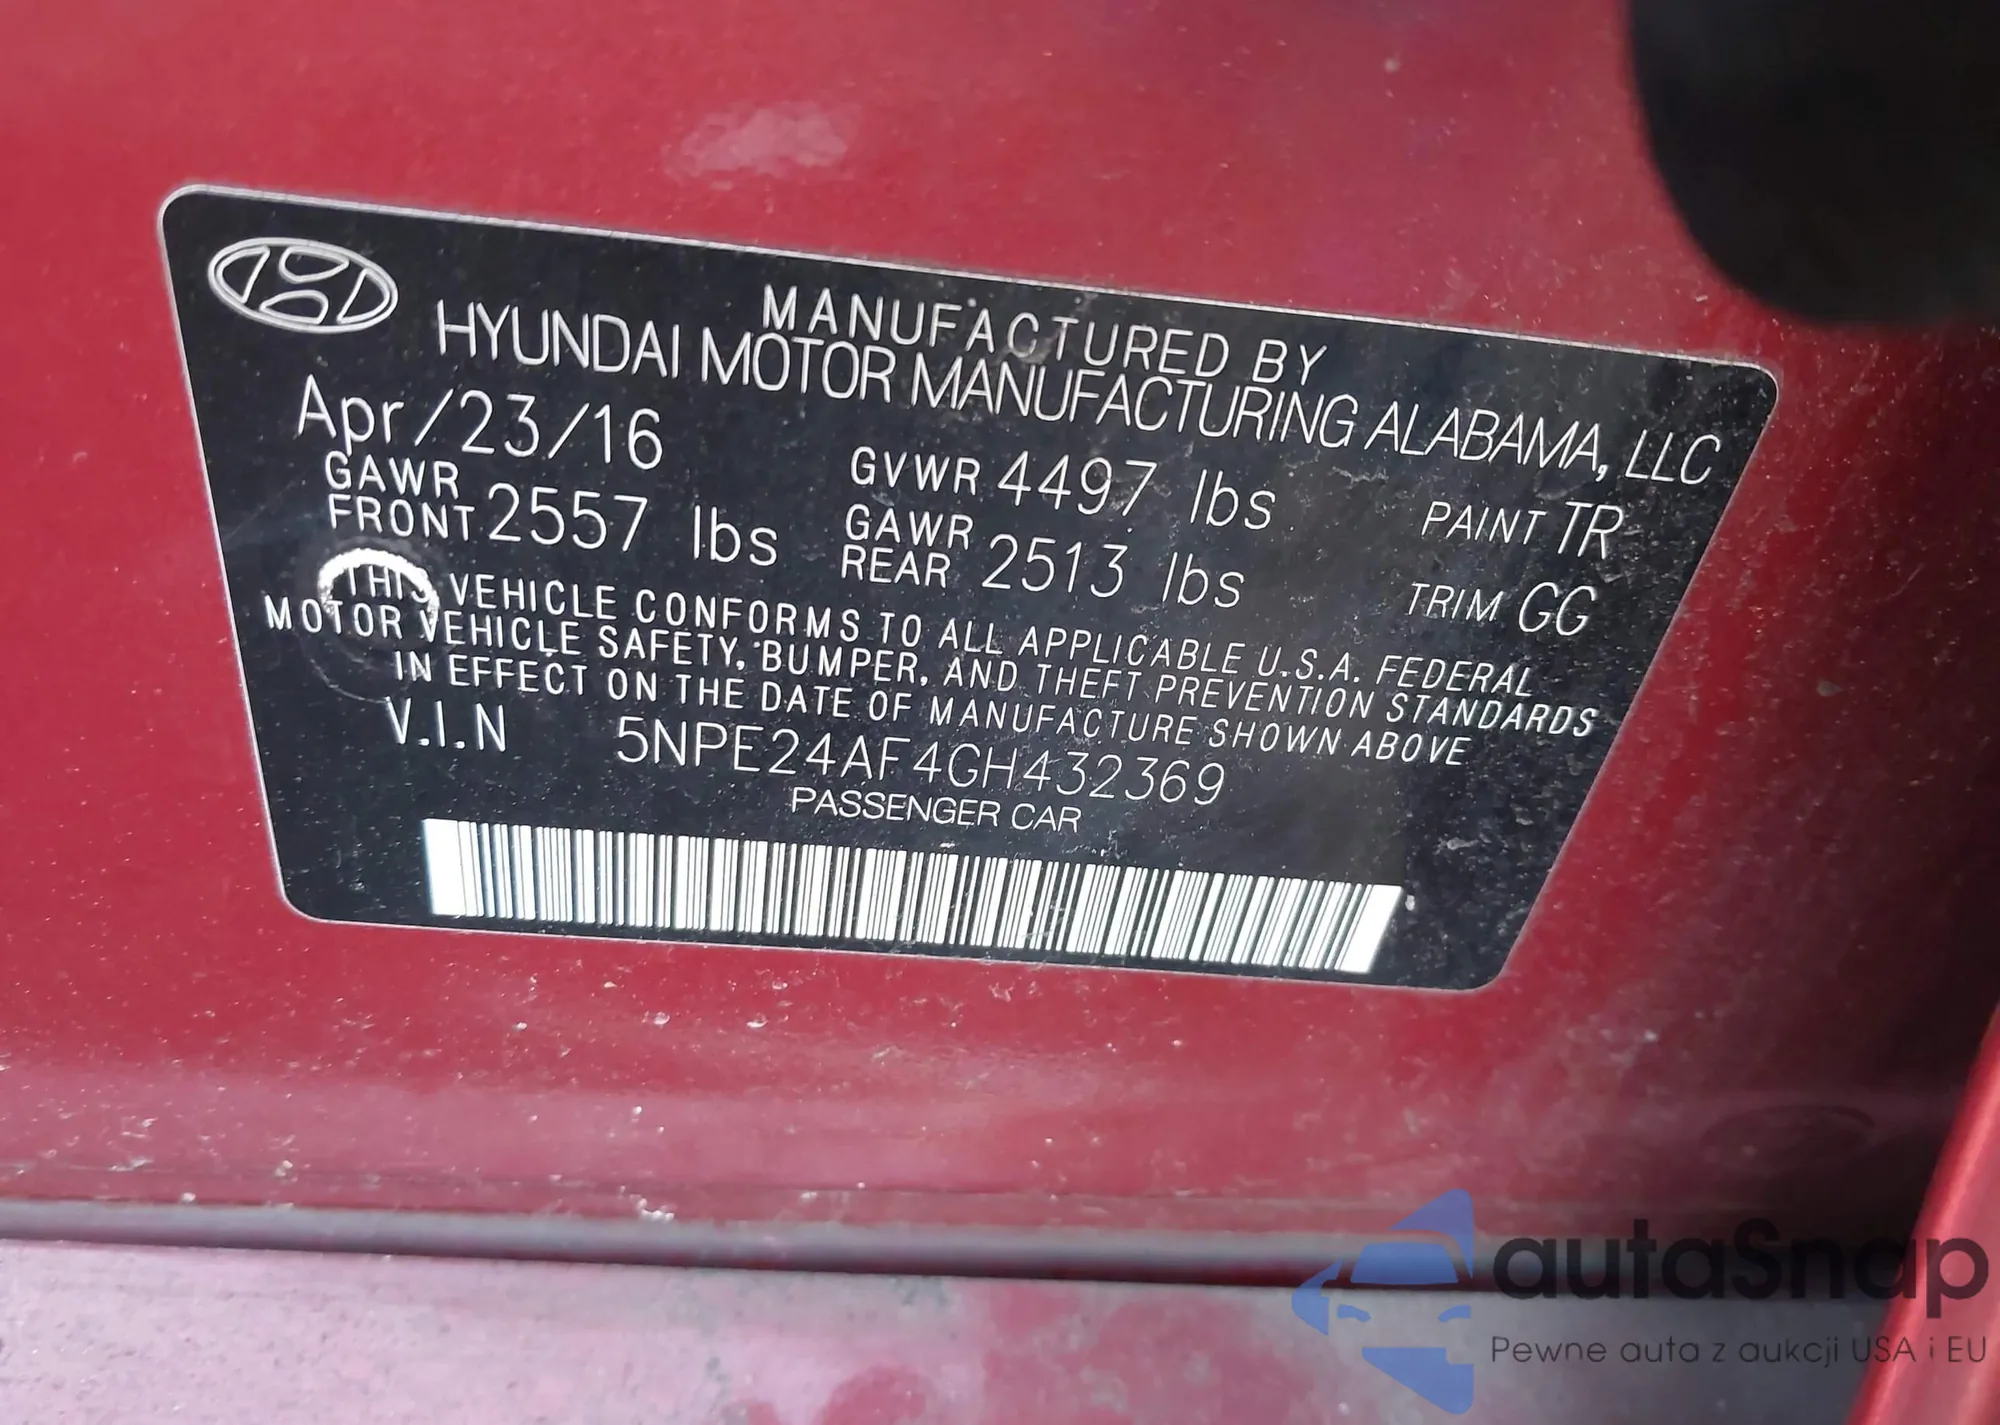 MANUFACTURED BY
HYUNDAI MOTOR MANUFACTURING ALABAMA, LLC
Apr/23/16 GVWR 4497 lbs PAINT TR
GAWR FRONT 2557 lbs GAWR REAR 2513 lbs TRIM GG
THIS VEHICLE CONFORMS TO ALL APPLICABLE U.S.A. FEDERAL
MOTOR VEHICLE SAFETY, BUMPER, AND THEFT PREVENTION STANDARDS
IN EFFECT ON THE DATE OF MANUFACTURE SHOWN ABOVE
V.I.N 5NPE24AF4GH432369
PASSENGER CAR
autaSnap
Pewne auta z aukcji USA i EU